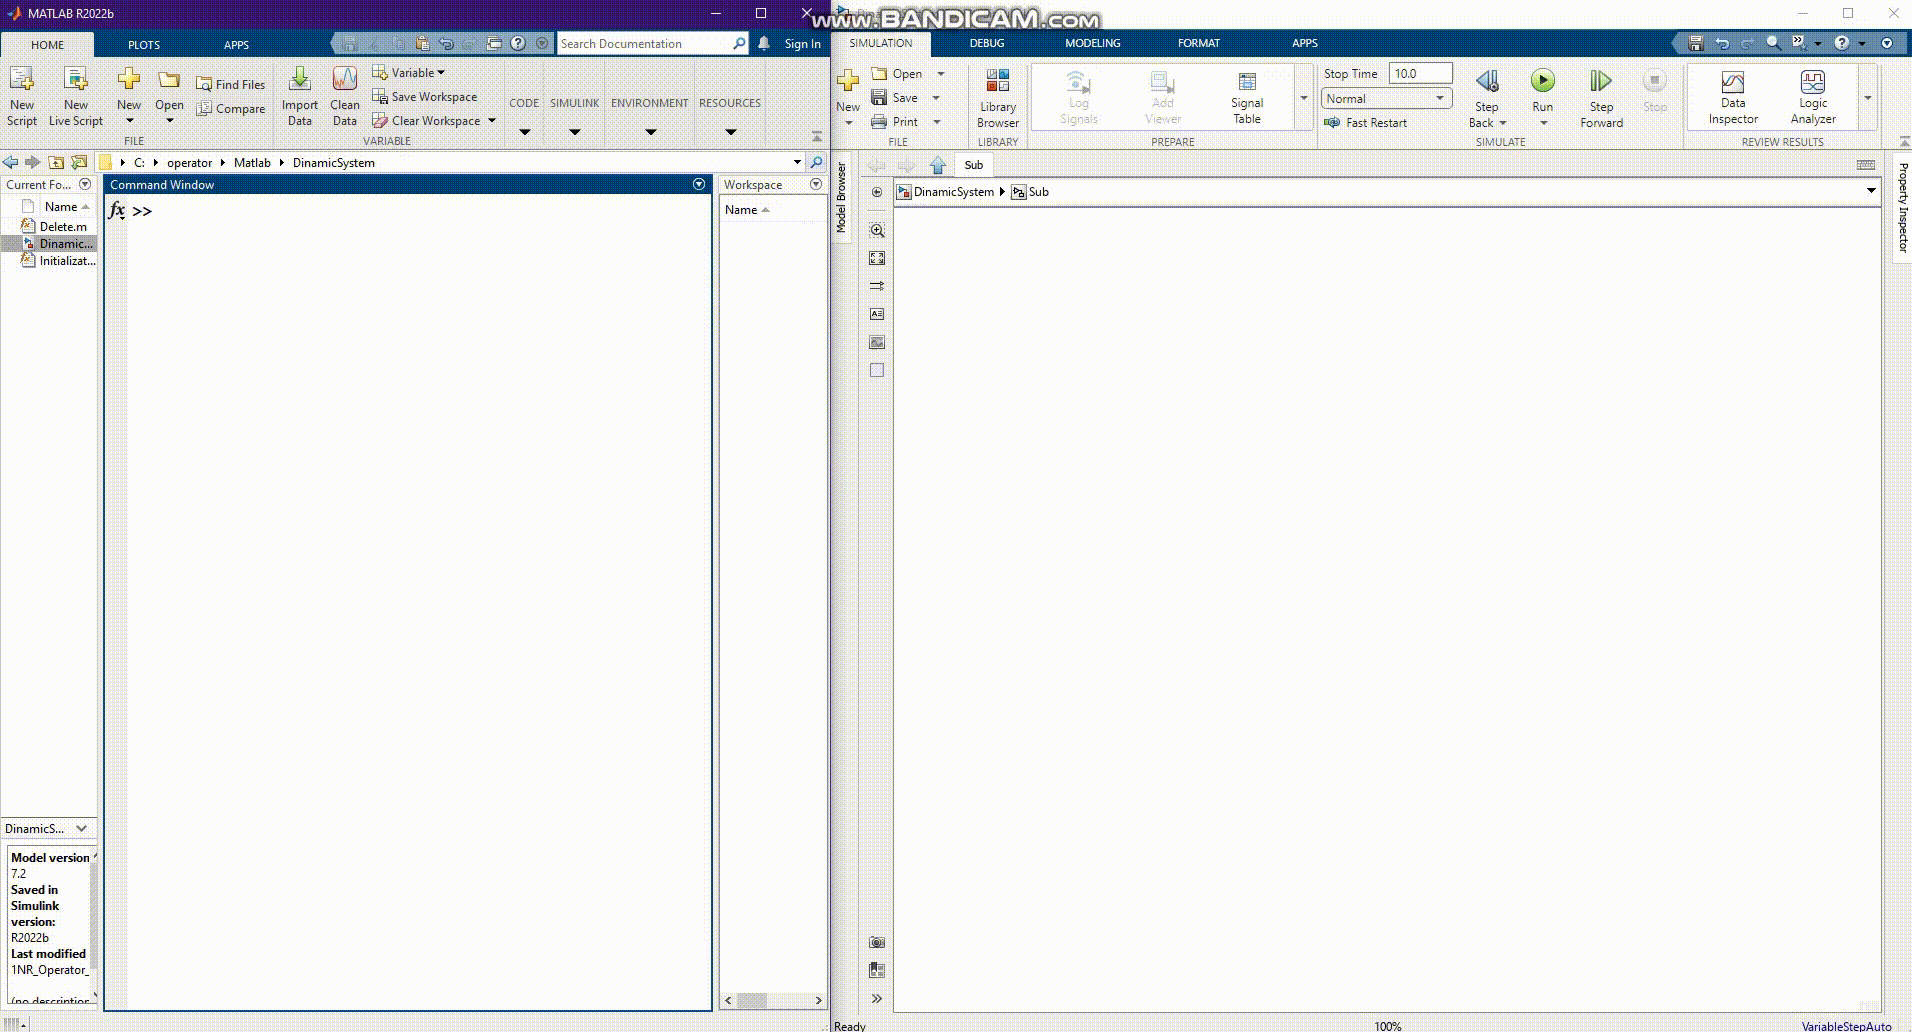 MATLAB R2022b
www.BANDICAM.com
HOME PLOTS APPS
Search Documentation
Sign In
New Script
New Live Script
New
Open
Find Files
Compare
FILE
Import Data
Clean Data
Variable
Save Workspace
Clear Workspace
VARIABLE
CODE
SIMULINK
ENVIRONMENT
RESOURCES
C: operator Matlab DinamicSystem
Current Fo...
Name
Delete.m
Dinamic...
Initializat...
Command Window
fx >>
Workspace
Name
DinamicS...
Model version
7.2
Saved in
Simulink
version:
R2022b
Last modified
1NR_Operator_
(no description
SIMULATION DEBUG MODELING FORMAT APPS
New
Open
Save
Print
FILE
Library Browser
LIBRARY
Log Signals
Add Viewer
Signal Table
PREPARE
Stop Time 10.0
Normal
Fast Restart
Step Back
Run
Step Forward
Stop
SIMULATE
Data Inspector
Logic Analyzer
REVIEW RESULTS
Model Browser
Sub
DinamicSystem Sub
Property Inspector
Ready
100%
VariableStepAuto